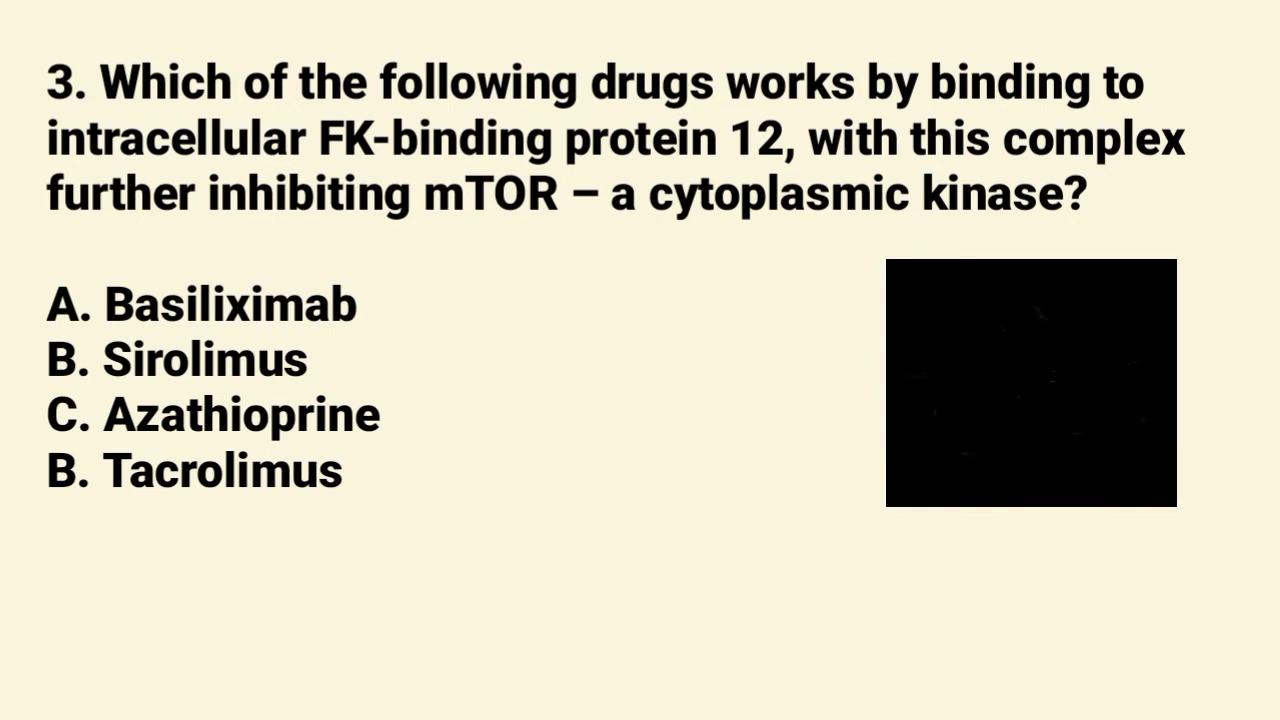 3. Which of the following drugs works by binding to
intracellular FK-binding protein 12, with this complex
further inhibiting mTOR – a cytoplasmic kinase?
A. Basiliximab
B. Sirolimus
C. Azathioprine
B. Tacrolimus